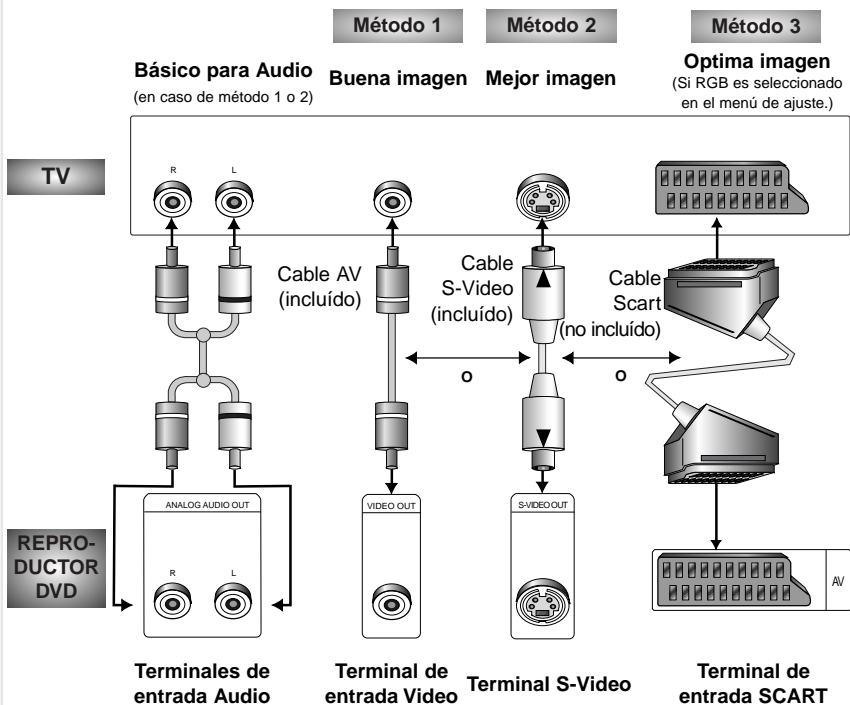 Método 1
Método 2
Método 3
Básico para Audio
(en caso de método 1 o 2)
Buena imagen
Mejor imagen
Optima imagen
(Si RGB es seleccionado
en el menú de ajuste.)
TV
R
L
Cable AV
(incluído)
Cable
S-Video
(incluído)
Cable
Scart
(no incluído)
o
o
ANALOG AUDIO OUT
VIDEO OUT
S-VIDEO OUT
REPRO-
DUCTOR
DVD
R
L
AV
Terminales de
entrada Audio
Terminal de
entrada Video
Terminal S-Video
Terminal de
entrada SCART